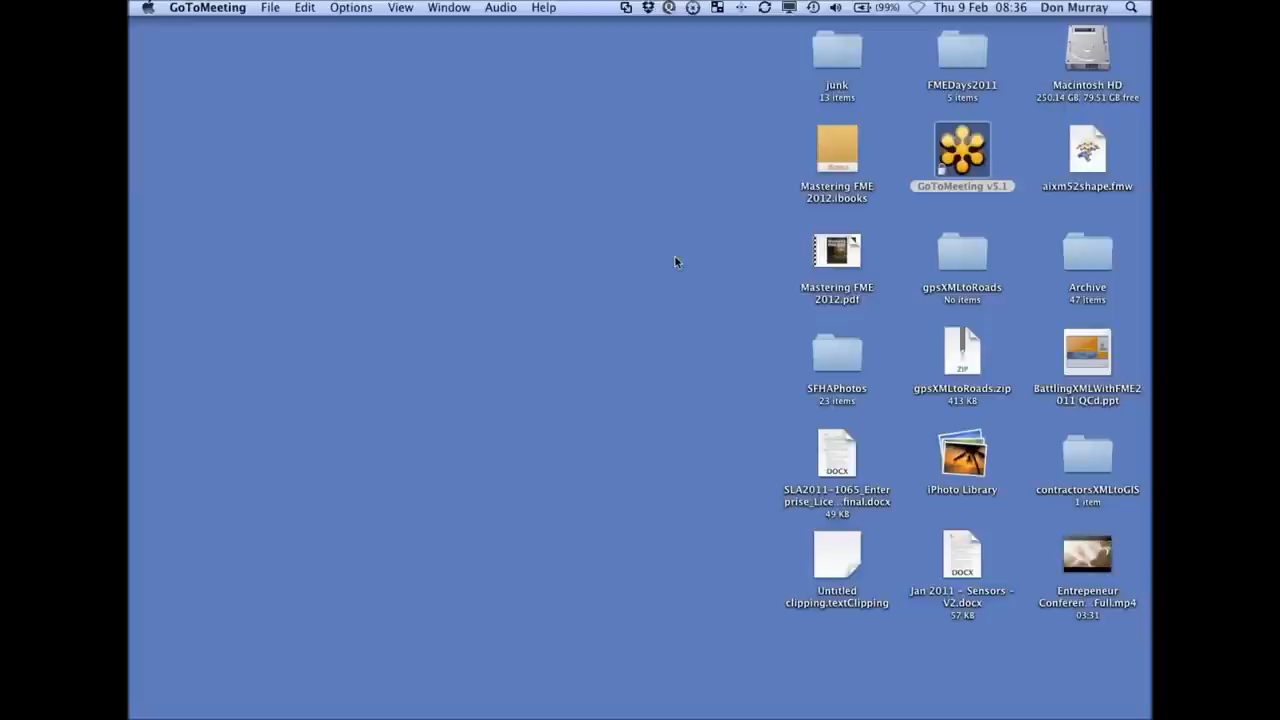 GoToMeeting File Edit Options View Window Audio Help (99%) Thu 9 Feb 08:36 Don Murray
junk
13 items
FMEDays2011
5 items
Macintosh HD
250.14 GB, 79.51 GB free
Mastering FME
2012.ibooks
GoToMeeting v5.1
aixm52shape.fmw
Mastering FME
2012.pdf
gpsXMLtoRoads
No items
Archive
47 items
SFHAPhotos
23 items
ZIP
gpsXMLtoRoads.zip
413 KB
BattlingXMLWithFME2
011 QCd.ppt
DOCX
SLA2011-1065_Enter
prise_Lice...final.docx
49 KB
iPhoto Library
contractorsXMLtoGIS
1 item
Untitled
clipping.textClipping
DOCX
Jan 2011 - Sensors -
V2.docx
57 KB
Entrepeneur
Conferen...Full.mp4
03:31